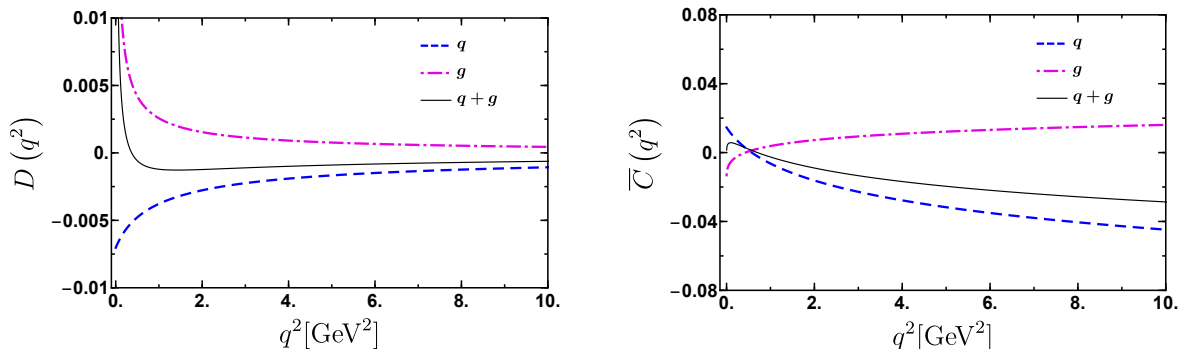 0.01
0.005
0.
−0.005
−0.01
D (q²)
q
g
q + g
0. 2. 4. 6. 8. 10.
q²[GeV²]
0.08
0.04
0
−0.04
−0.08
C̅ (q²)
q
g
q + g
0. 2. 4. 6. 8. 10.
q²[GeV²]